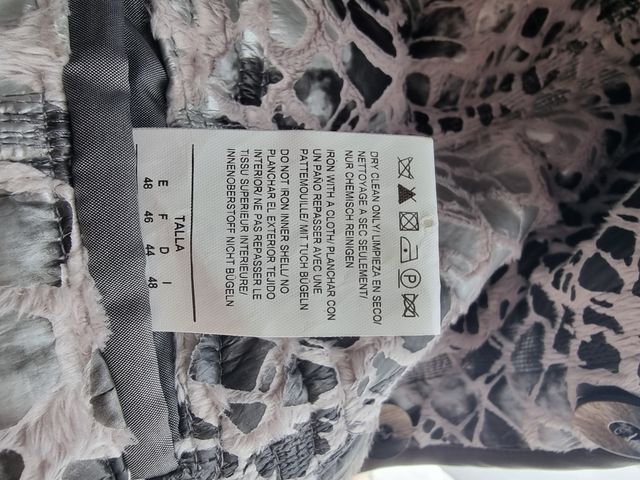 DRY CLEAN ONLY/LIMPIEZA EN SECO/
NETTOYAGE A SEC SEULEMENT/
NUR CHEMISCH REINIGEN
IRON WITH A CLOTH/ PLANCHAR CON
UN PANO REPASSER AVEC UNE
PATTEMOUILLE/ MIT TUCH BÜGELN
DO NOT IRON INNER SHELL/ NO
PLANCHAR EL EXTERIOR TEJIDO
INTERIOR/ NE PAS REPASSER LE
TISSU SUPERIEUR INTERIEURE/
INNENOBERSTOFF NICHT BÜGELN
TALLA
E F D I
48 46 44 48